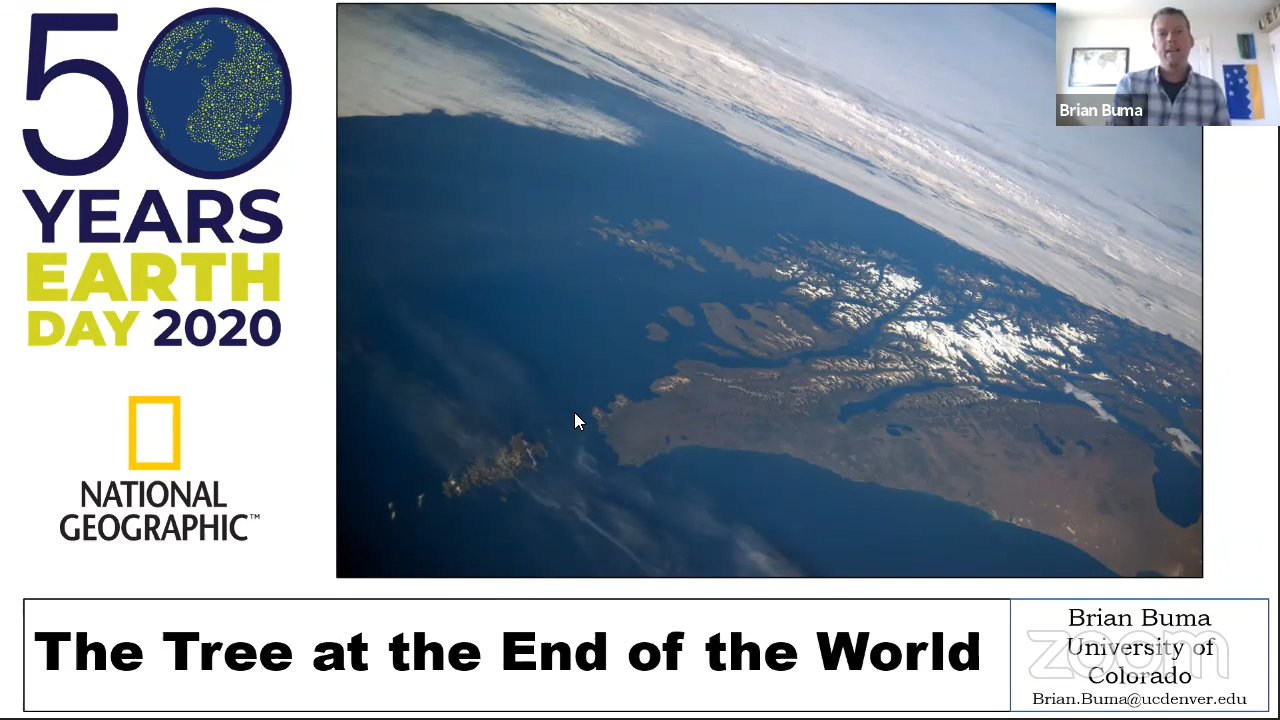 50
YEARS
EARTH
DAY 2020
NATIONAL
GEOGRAPHIC™
Brian Buma
The Tree at the End of the World
Brian Buma
University of
Colorado
Brian.Buma@ucdenver.edu
zoom